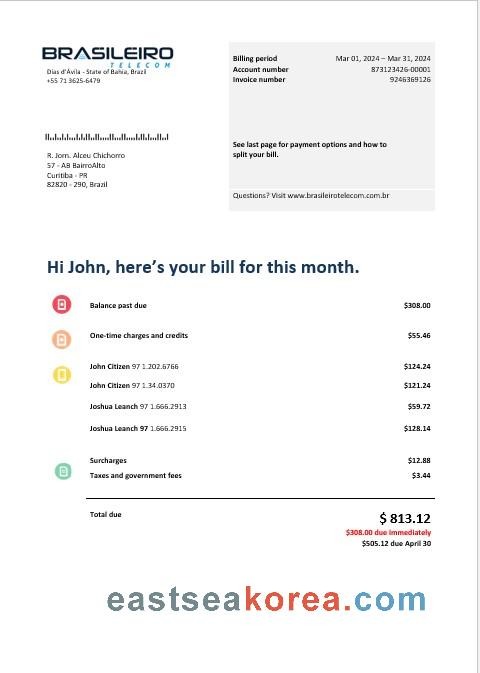 BRASILEIRO
TELECOM
Dias d'Ávila - State of Bahia, Brazil
+55 71 3625-6479
Billing period Mar 01, 2024 – Mar 31, 2024
Account number 873123426-00001
Invoice number 9246369126
See last page for payment options and how to
split your bill.
Questions? Visit www.brasileirotelecom.com.br
R. Jorn. Alceu Chichorro
57 - AB BairroAlto
Curitiba - PR
82820 - 290, Brazil
Hi John, here's your bill for this month.
Balance past due $308.00
One-time charges and credits $55.46
John Citizen 97 1.202.6766 $124.24
John Citizen 97 1.34.0370 $121.24
Joshua Leanch 97 1.666.2913 $59.72
Joshua Leanch 97 1.666.2915 $128.14
Surcharges $12.88
Taxes and government fees $3.44
Total due $ 813.12
$308.00 due immediately
$505.12 due April 30
eastseakorea.com